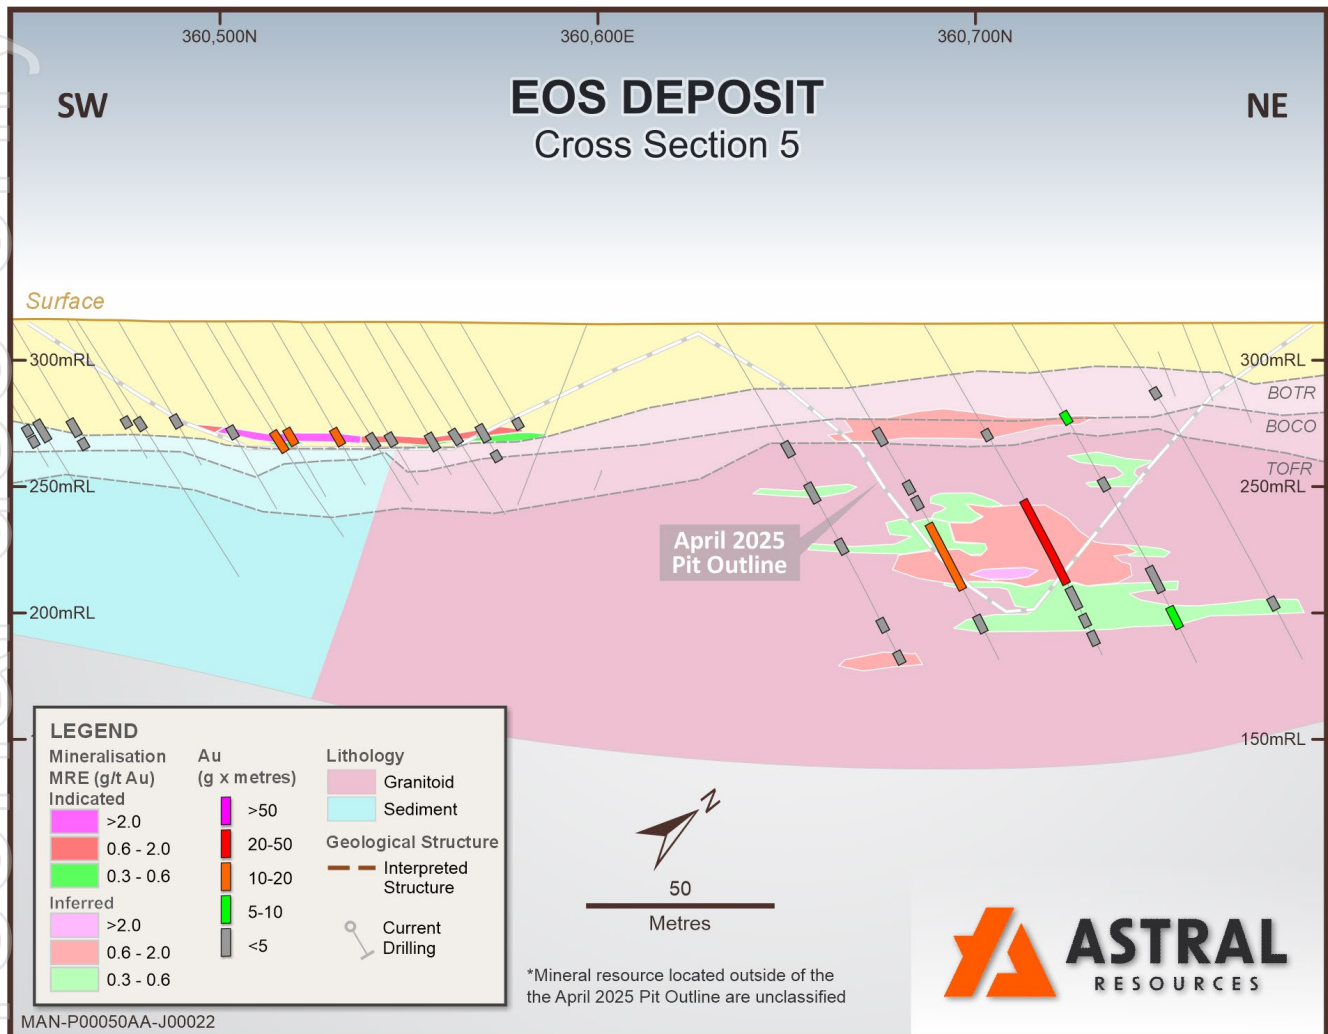 360,500N
360,600E
360,700N
SW
EOS DEPOSIT
NE
Cross Section 5
Surface
300mRL
300mRL
BOTR
BOCO
TOFR
250mRL
250mRL
April 2025
Pit Outline
200mRL
150mRL
LEGEND
Mineralisation
MRE (g/t Au)
Indicated
>2.0
0.6 - 2.0
0.3 - 0.6
Inferred
>2.0
0.6 - 2.0
0.3 - 0.6
Au
(g x metres)
>50
20-50
10-20
5-10
<5
Lithology
Granitoid
Sediment
Geological Structure
Interpreted
Structure
Current
Drilling
N
50
Metres
*Mineral resource located outside of the
the April 2025 Pit Outline are unclassified
ASTRAL
RESOURCES
MAN-P00050AA-J00022